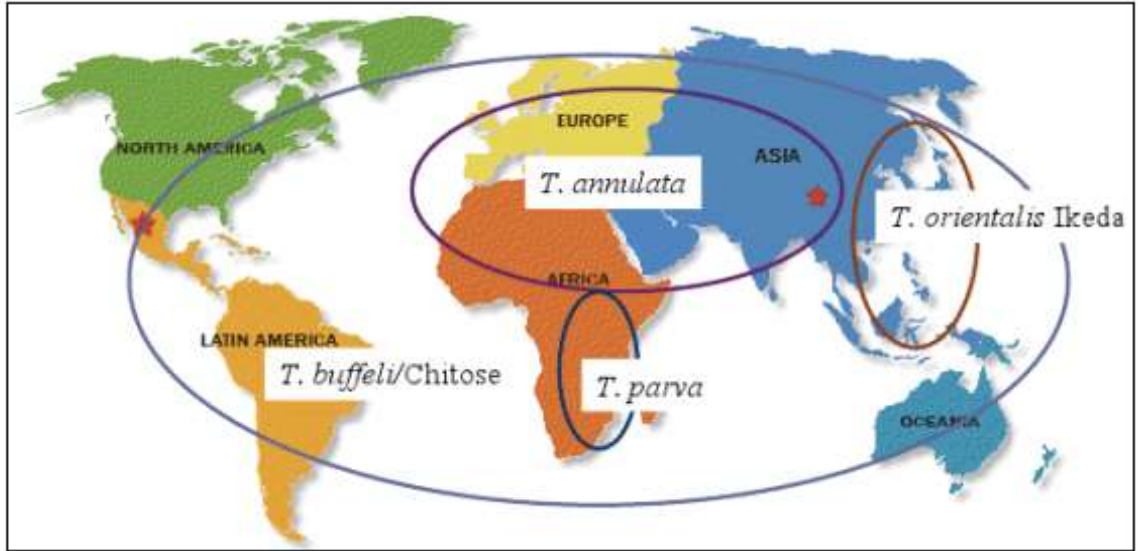 EUROPE
NORTH AMERICA
ASIA
T. annulata
T. orientalis Ikeda
AFRICA
LATIN AMERICA
T. buffeli/Chitose
T. parva
OCEANIA